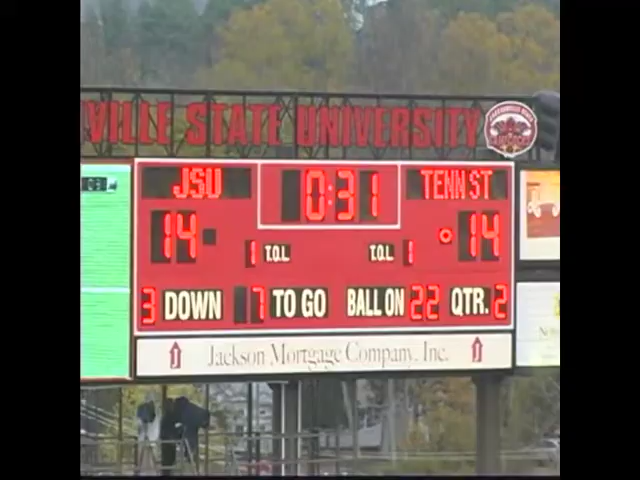 VILLE STATE UNIVERSITY
JSU 0:31 TENN ST
14 14
1 T.O.L. T.O.L. 1
3 DOWN 7 TO GO BALL ON 22 QTR. 2
J Jackson Mortgage Company, Inc. J